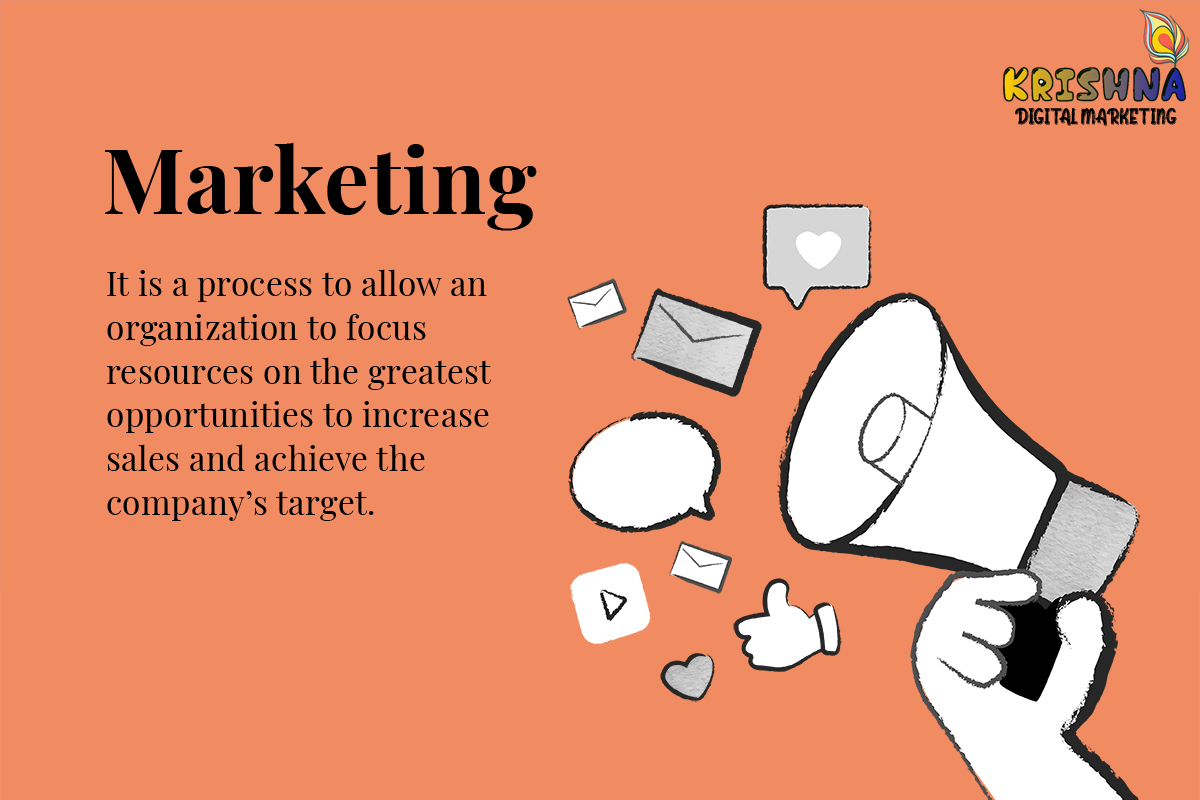 KRISHNA
DIGITAL MARKETING
Marketing
It is a process to allow an
organization to focus
resources on the greatest
opportunities to increase
sales and achieve the
company’s target.